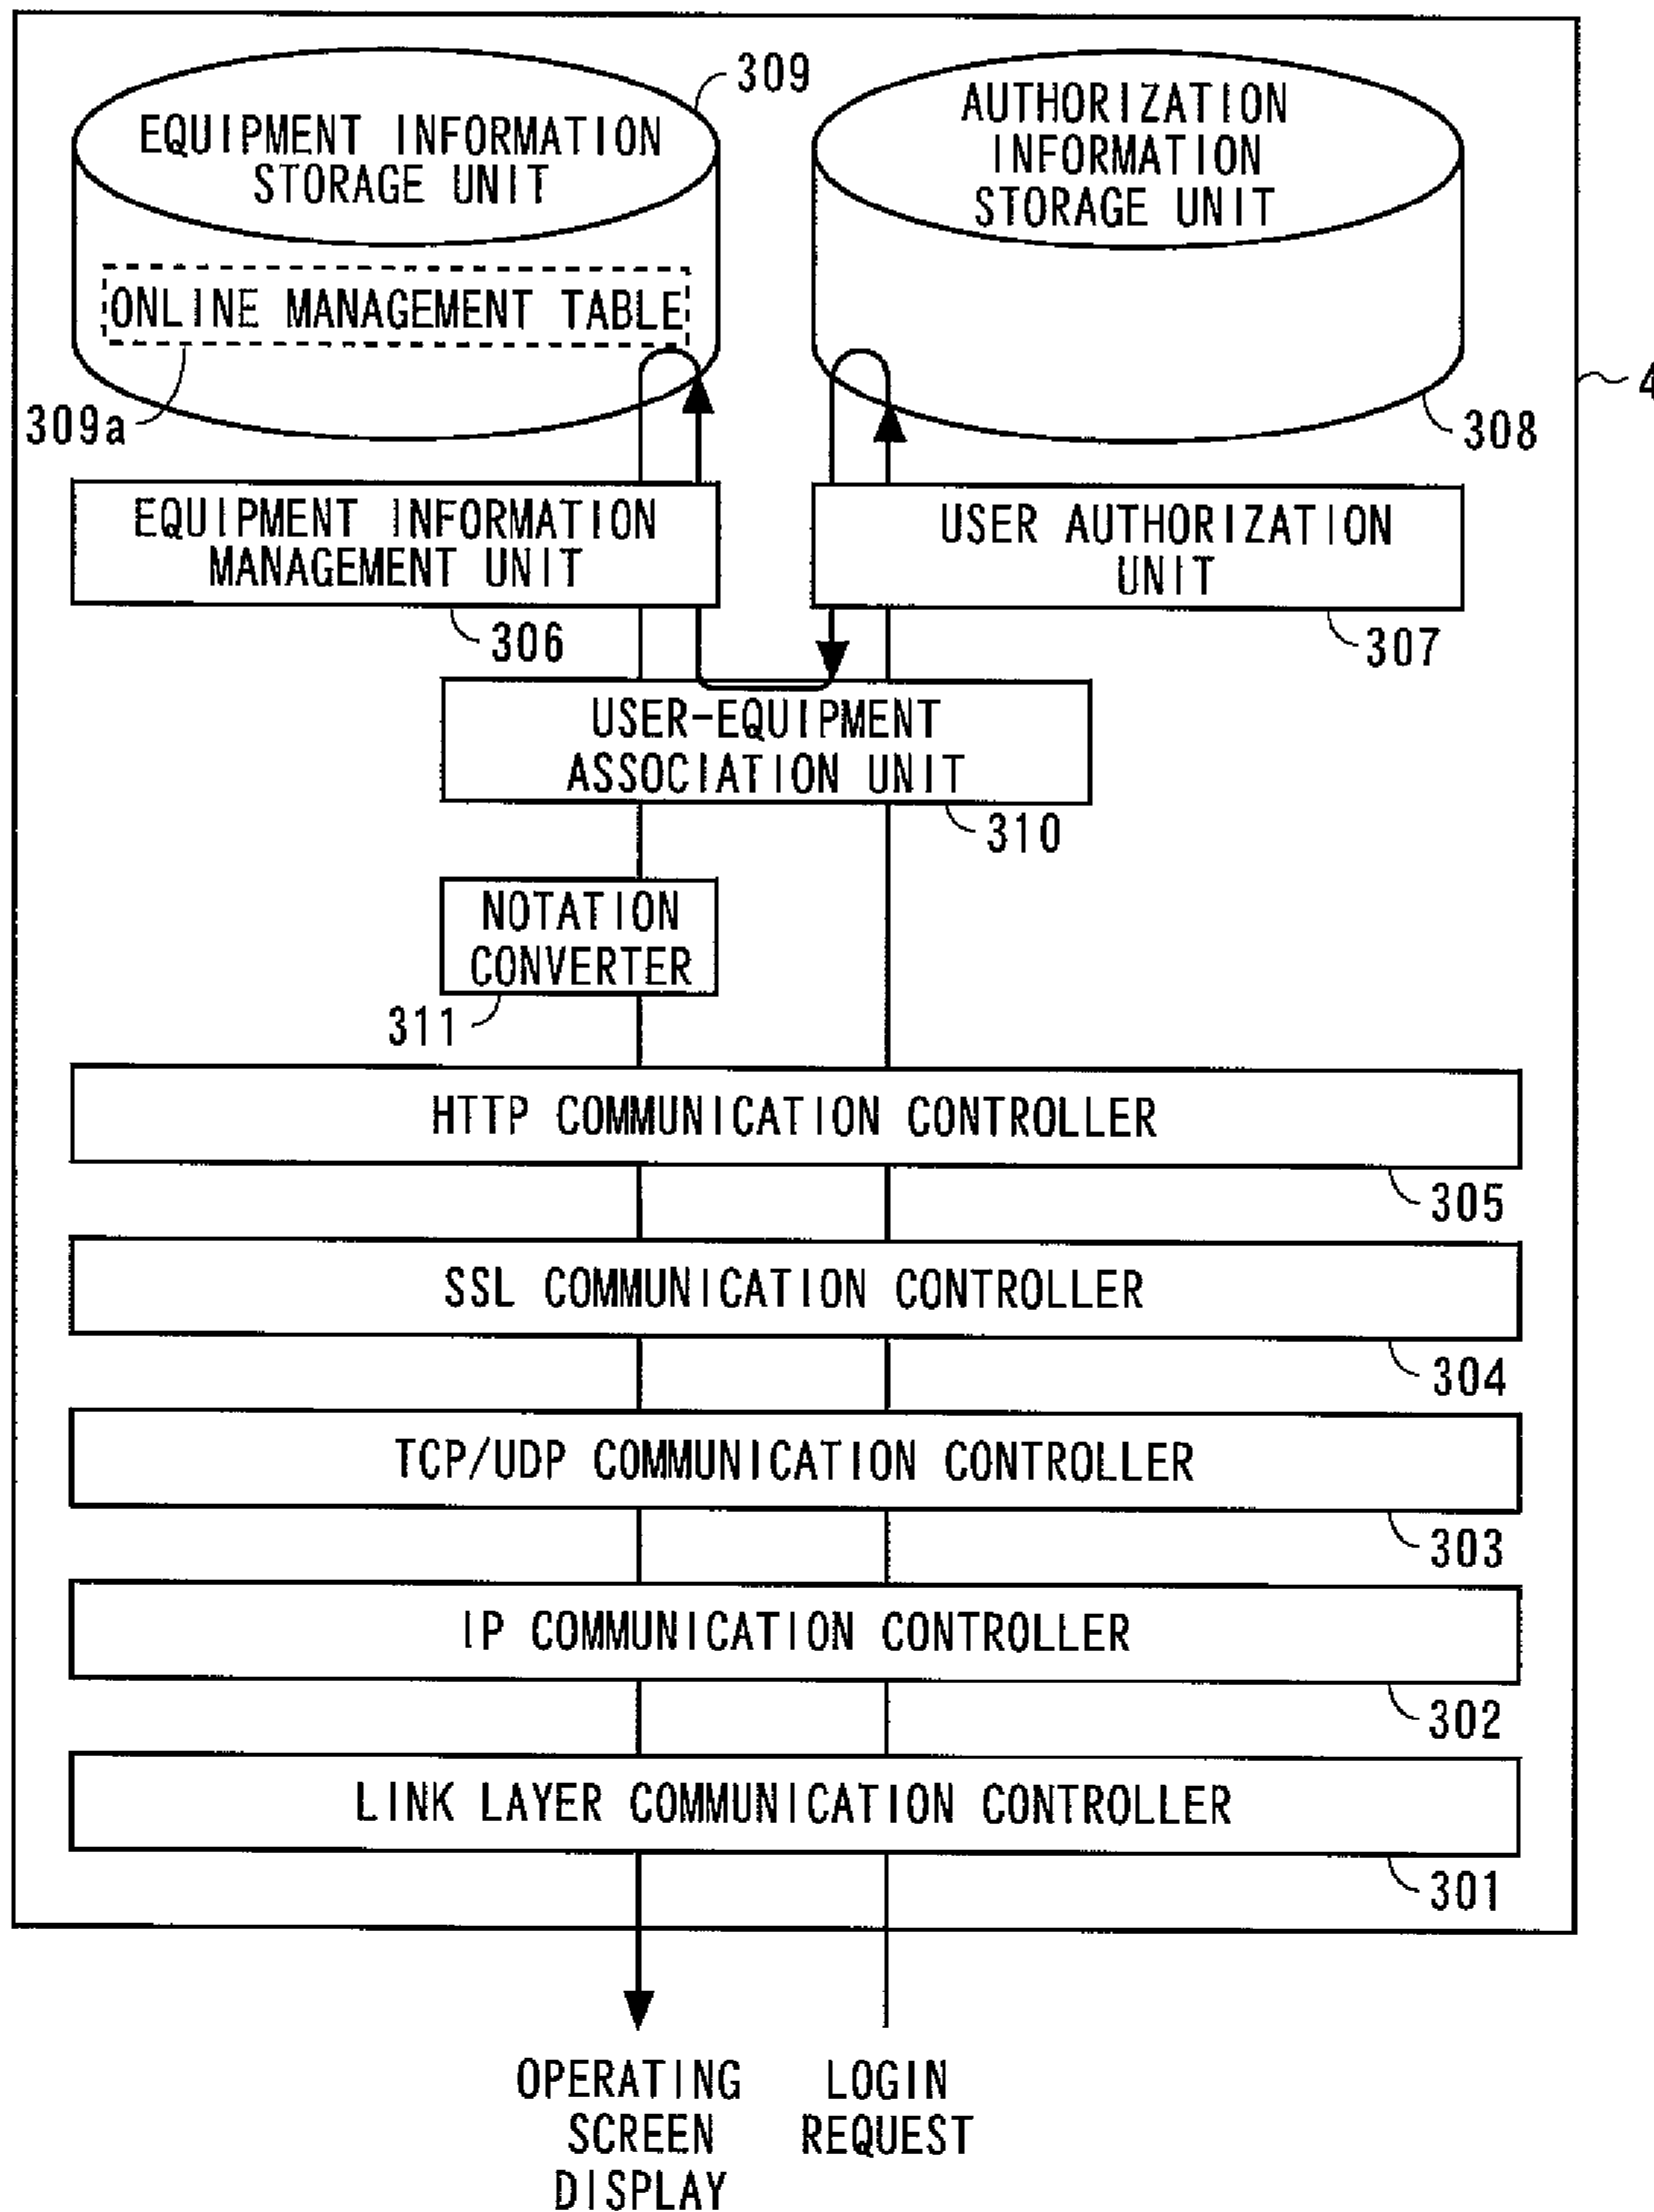 309
EQUIPMENT INFORMATION
STORAGE UNIT
AUTHORIZATION
INFORMATION
STORAGE UNIT
ONLINE MANAGEMENT TABLE
4
309a
308
EQUIPMENT INFORMATION
MANAGEMENT UNIT
USER AUTHORIZATION
UNIT
306
307
USER-EQUIPMENT
ASSOCIATION UNIT
310
NOTATION
CONVERTER
311
HTTP COMMUNICATION CONTROLLER
305
SSL COMMUNICATION CONTROLLER
304
TCP/UDP COMMUNICATION CONTROLLER
303
IP COMMUNICATION CONTROLLER
302
LINK LAYER COMMUNICATION CONTROLLER
301
OPERATING
SCREEN
DISPLAY
LOGIN
REQUEST